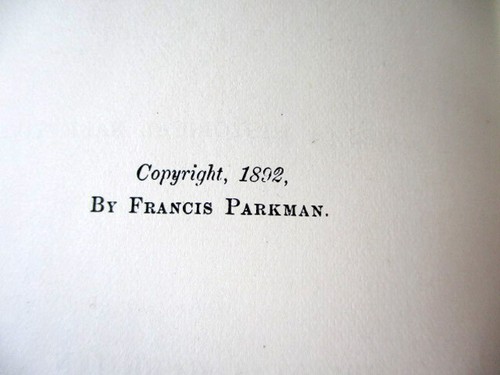 Copyright, 1892,
By Francis Parkman.